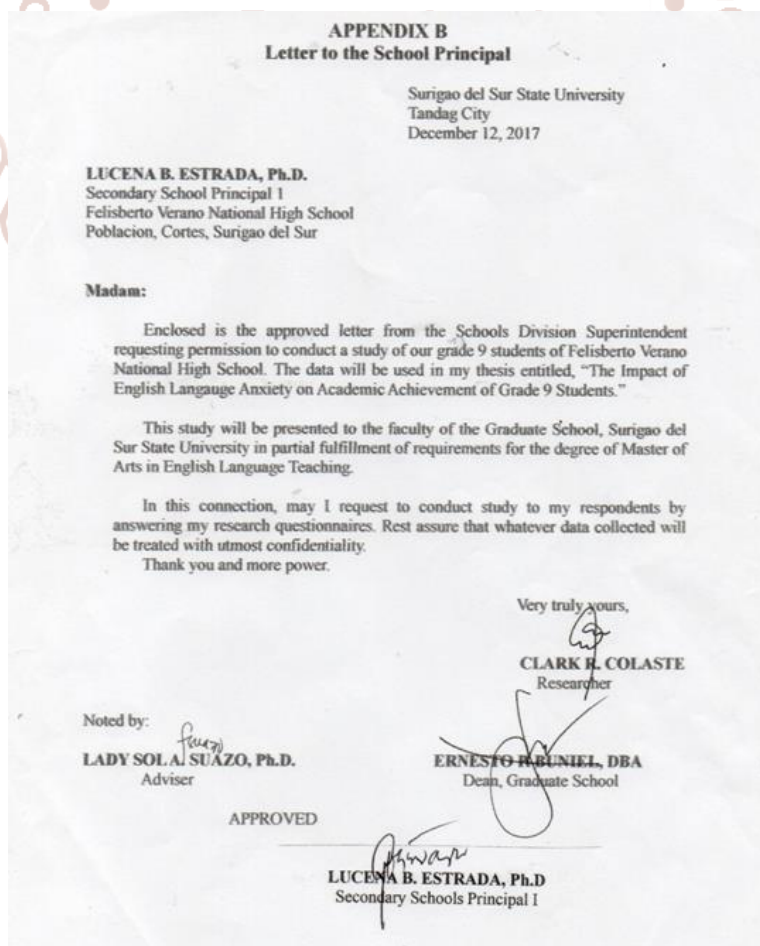 APPENDIX B
Letter to the School Principal
Surigao del Sur State University
Tandag City
December 12, 2017
LUCENA B. ESTRADA, Ph.D.
Secondary School Principal 1
Felisberto Verano National High School
Poblacion, Cortes, Surigao del Sur
Madam:
Enclosed is the approved letter from the Schools Division Superintendent
requesting permission to conduct a study of our grade 9 students of Felisberto Verano
National High School. The data will be used in my thesis entitled, “The Impact of
English Langauge Anxiety on Academic Achievement of Grade 9 Students.”
This study will be presented to the faculty of the Graduate School, Surigao del
Sur State University in partial fulfillment of requirements for the degree of Master of
Arts in English Language Teaching.
In this connection, may I request to conduct study to my respondents by
answering my research questionnaires. Rest assure that whatever data collected will
be treated with utmost confidentiality.
Thank you and more power.
Very truly yours,
CLARK R. COLASTE
Researcher
Noted by:
LADY SOL A. SUAZO, Ph.D.
Adviser
ERNESTO BUNIEL, DBA
Dean, Graduate School
APPROVED
LUCENA B. ESTRADA, Ph.D
Secondary Schools Principal I